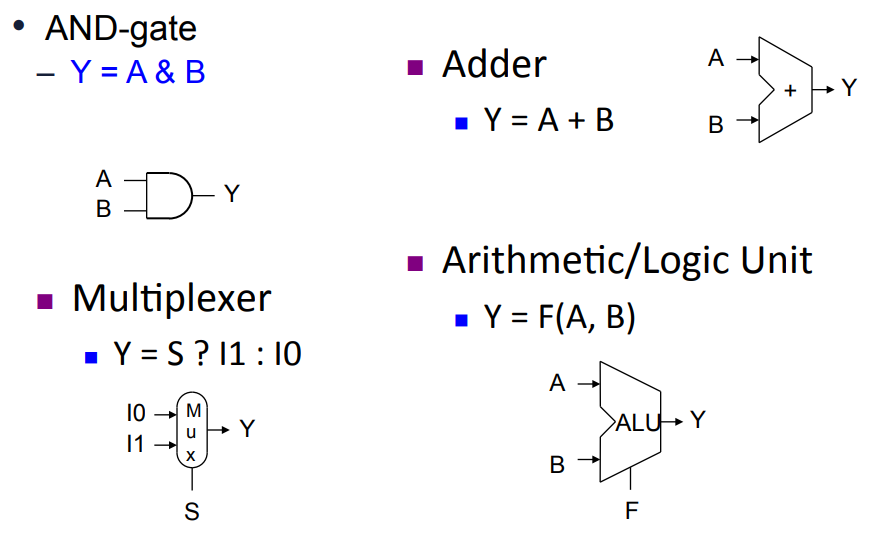 • AND-gate
– Y = A & B
A
B
Y
■ Adder
■ Y = A + B
A
B
+
Y
■ Multiplexer
■ Y = S ? I1 : I0
I0
I1
M
u
x
Y
S
■ Arithmetic/Logic Unit
■ Y = F(A, B)
A
B
ALU
Y
F